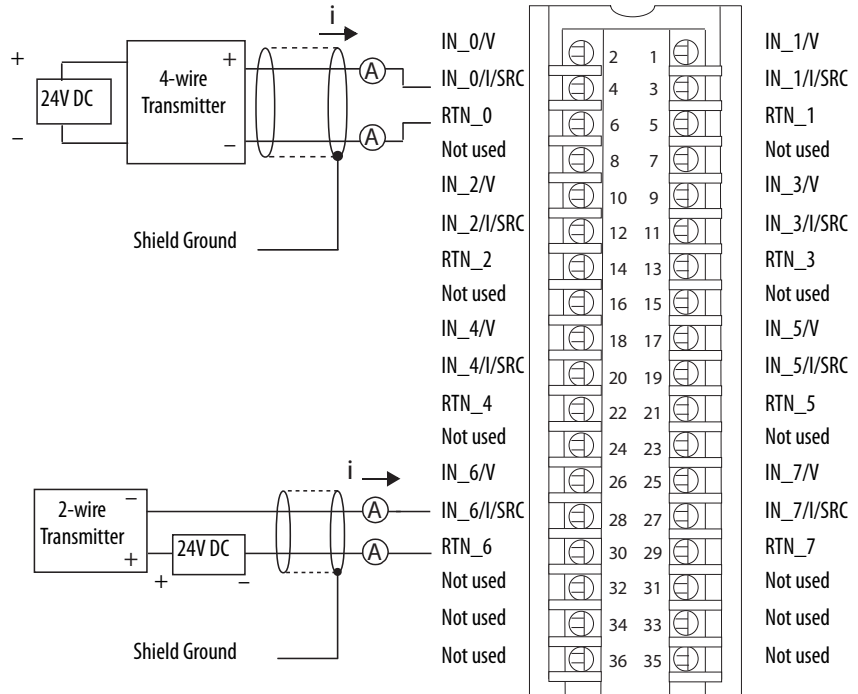 i
IN_0/V 2 1 IN_1/V
+ 4-wire Transmitter + A IN_0/I/SRC 4 3 IN_1/I/SRC
24V DC
RTN_0 6 5 RTN_1
– – A
Not used 8 7 Not used
IN_2/V 10 9 IN_3/V
Shield Ground
IN_2/I/SRC 12 11 IN_3/I/SRC
RTN_2 14 13 RTN_3
Not used 16 15 Not used
IN_4/V 18 17 IN_5/V
IN_4/I/SRC 20 19 IN_5/I/SRC
RTN_4 22 21 RTN_5
Not used 24 23 Not used
i
IN_6/V 26 25 IN_7/V
2-wire Transmitter – A IN_6/I/SRC 28 27 IN_7/I/SRC
+ 24V DC A RTN_6 30 29 RTN_7
+ –
Not used 32 31 Not used
Not used 34 33 Not used
Shield Ground
Not used 36 35 Not used